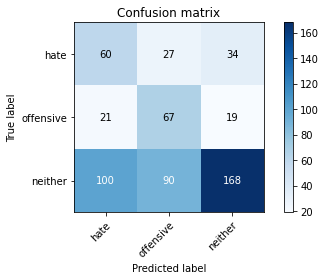 Confusion matrix
True label
hate 60 27 34
offensive 21 67 19
neither 100 90 168
hate offensive neither
Predicted label
160
140
120
100
80
60
40
20